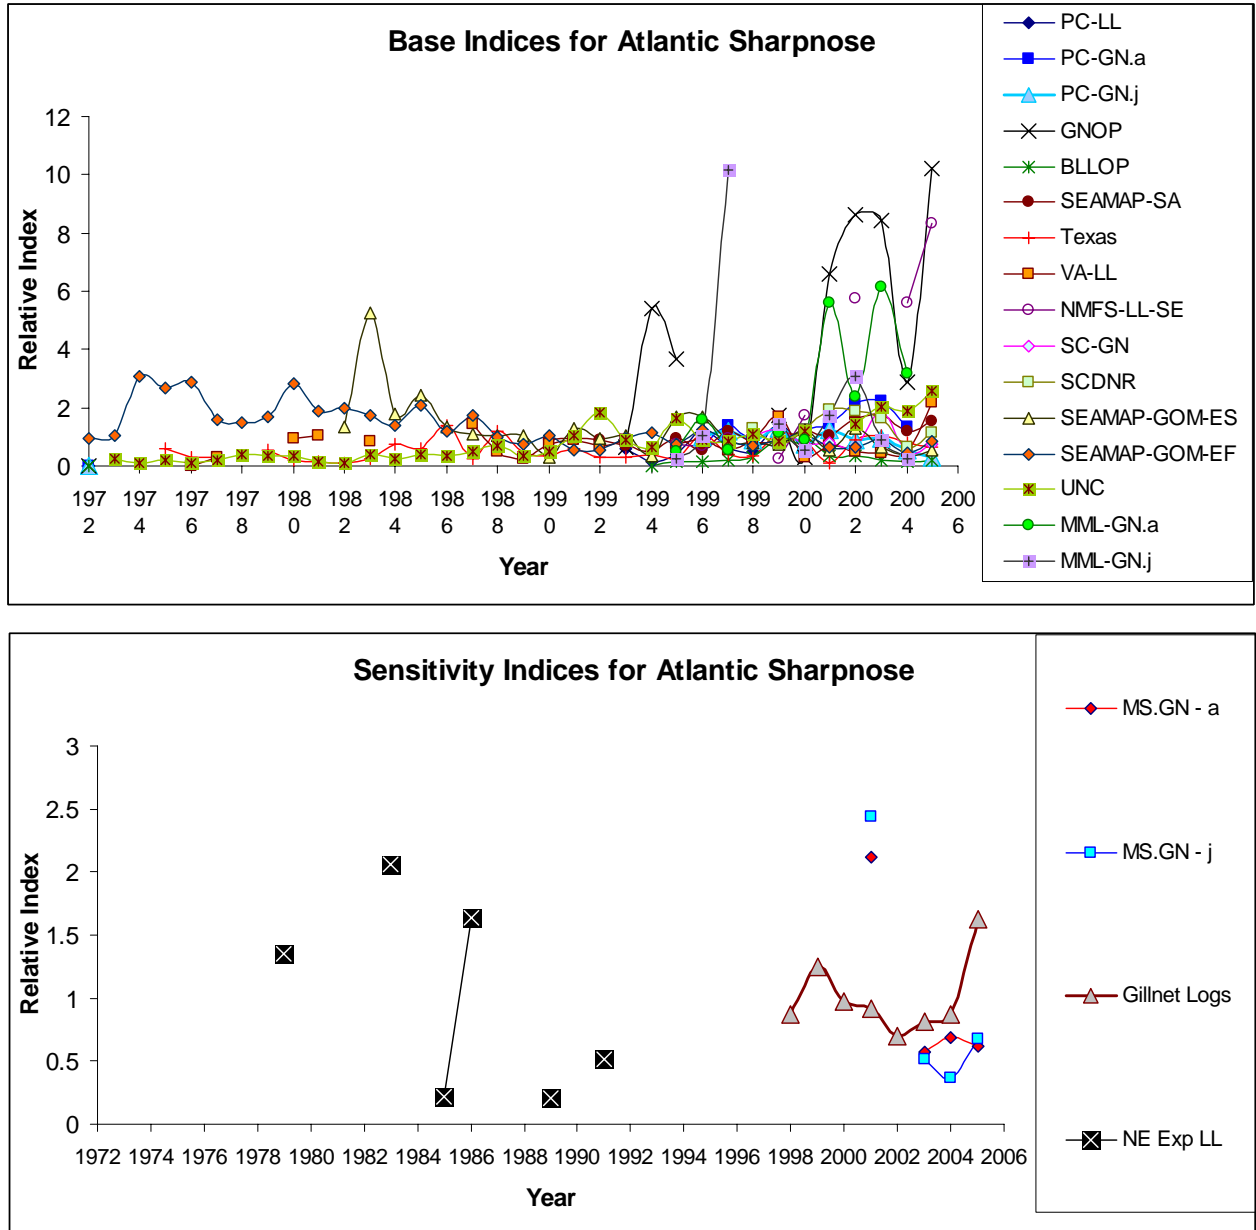 Base Indices for Atlantic Sharpnose
12
10
8
6
4
2
0
Relative Index
197 197 197 197 198 198 198 198 198 199 199 199 199 199 200 200 200 200
2 4 6 8 0 2 4 6 8 0 2 4 6 8 0 2 4 6
Year
PC-LL
PC-GN.a
PC-GN.j
GNOP
BLLOP
SEAMAP-SA
Texas
VA-LL
NMFS-LL-SE
SC-GN
SCDNR
SEAMAP-GOM-ES
SEAMAP-GOM-EF
UNC
MML-GN.a
MML-GN.j
Sensitivity Indices for Atlantic Sharpnose
3
2.5
2
1.5
1
0.5
0
Relative Index
1972 1974 1976 1978 1980 1982 1984 1986 1988 1990 1992 1994 1996 1998 2000 2002 2004 2006
Year
MS.GN - a
MS.GN - j
Gillnet Logs
NE Exp LL